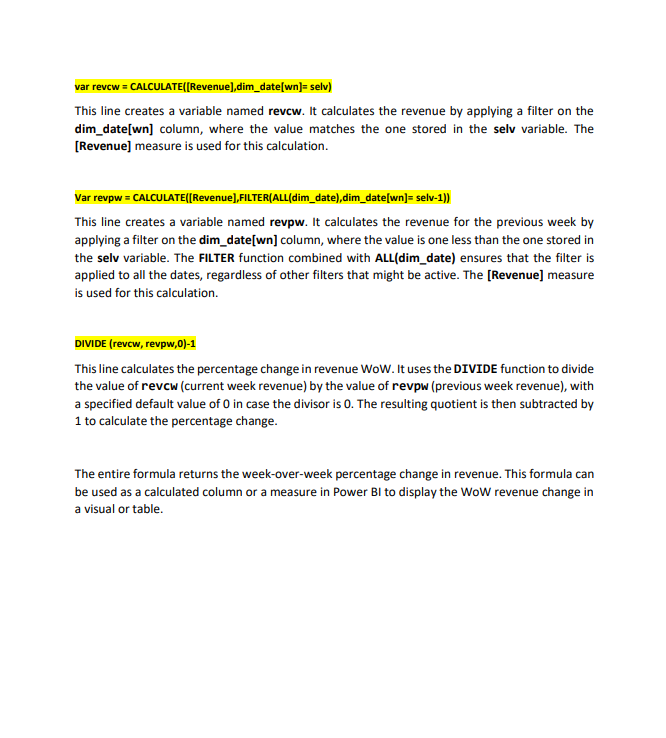 var revcw = CALCULATE([Revenue],dim_date[wn]= selv)
This line creates a variable named revcw. It calculates the revenue by applying a filter on the
dim_date[wn] column, where the value matches the one stored in the selv variable. The
[Revenue] measure is used for this calculation.
Var revpw = CALCULATE([Revenue],FILTER(ALL(dim_date),dim_date[wn]= selv-1))
This line creates a variable named revpw. It calculates the revenue for the previous week by
applying a filter on the dim_date[wn] column, where the value is one less than the one stored in
the selv variable. The FILTER function combined with ALL(dim_date) ensures that the filter is
applied to all the dates, regardless of other filters that might be active. The [Revenue] measure
is used for this calculation.
DIVIDE (revcw, revpw,0)-1
This line calculates the percentage change in revenue WoW. It uses the DIVIDE function to divide
the value of revcw (current week revenue) by the value of revpw (previous week revenue), with
a specified default value of 0 in case the divisor is 0. The resulting quotient is then subtracted by
1 to calculate the percentage change.
The entire formula returns the week-over-week percentage change in revenue. This formula can
be used as a calculated column or a measure in Power BI to display the WoW revenue change in
a visual or table.